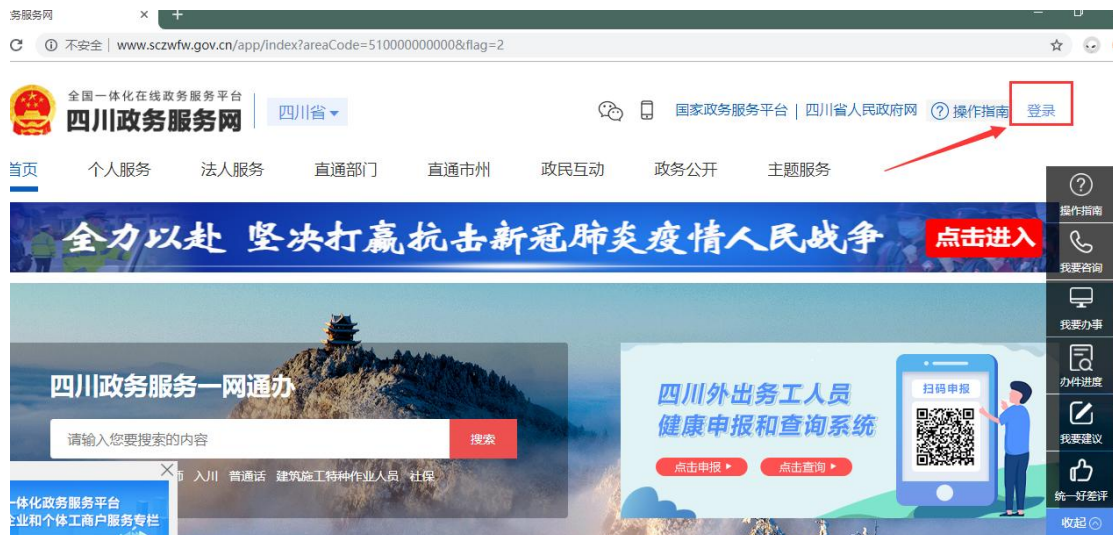 务服务网
不安全 | www.sczwfw.gov.cn/app/index?areaCode=510000000000&flag=2
全国一体化在线政务服务平台
四川政务服务网
四川省
国家政务服务平台 | 四川省人民政府网
操作指南
登录
首页 个人服务 法人服务 直通部门 直通市州 政民互动 政务公开 主题服务
全力以赴 坚决打赢抗击新冠肺炎疫情人民战争
点击进入
四川政务服务一网通办
请输入您要搜索的内容
搜索
入川 普通话 建筑施工特种作业人员 社保
一体化政务服务平台
企业和个体工商户服务专栏
四川外出务工人员
健康申报和查询系统
点击申报 点击查询
扫码申报
操作指南
我要咨询
我要办事
办件进度
我要建议
统一好差评
收起